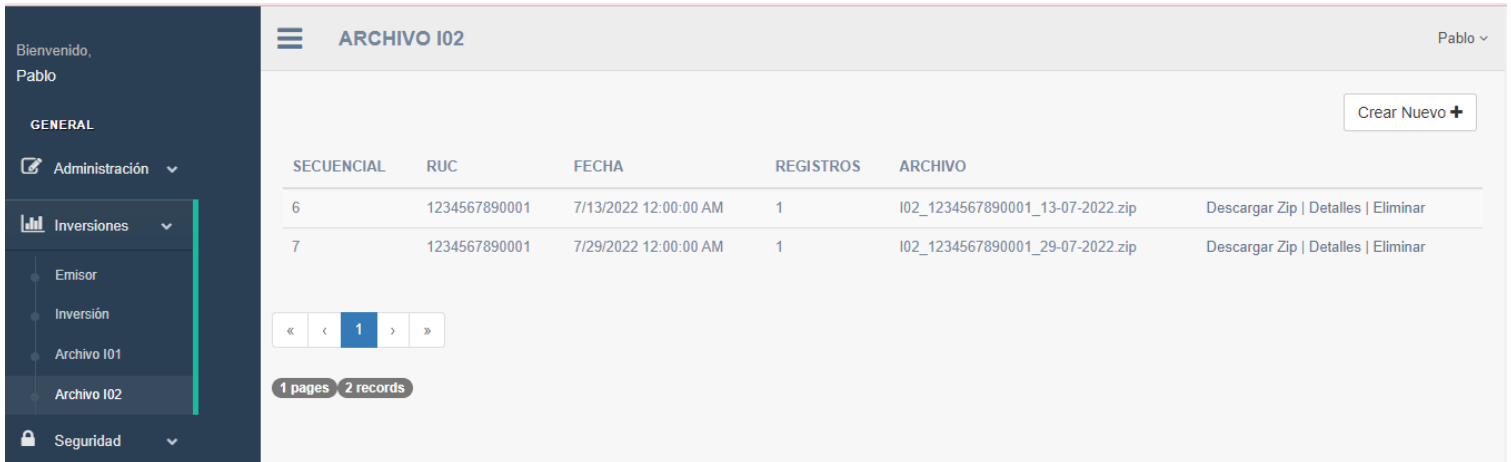 Bienvenido,
Pablo
GENERAL
Administración
Inversiones
Emisor
Inversión
Archivo I01
Archivo I02
Seguridad
ARCHIVO I02
Pablo
Crear Nuevo +
SECUENCIAL RUC FECHA REGISTROS ARCHIVO
6 1234567890001 7/13/2022 12:00:00 AM 1 I02_1234567890001_13-07-2022.zip Descargar Zip | Detalles | Eliminar
7 1234567890001 7/29/2022 12:00:00 AM 1 I02_1234567890001_29-07-2022.zip Descargar Zip | Detalles | Eliminar
« ‹ 1 › »
1 pages 2 records